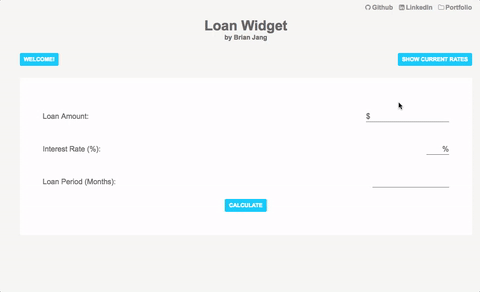 Github LinkedIn Portfolio
Loan Widget
by Brian Jang
WELCOME! SHOW CURRENT RATES
Loan Amount: $
Interest Rate (%): %
Loan Period (Months):
CALCULATE